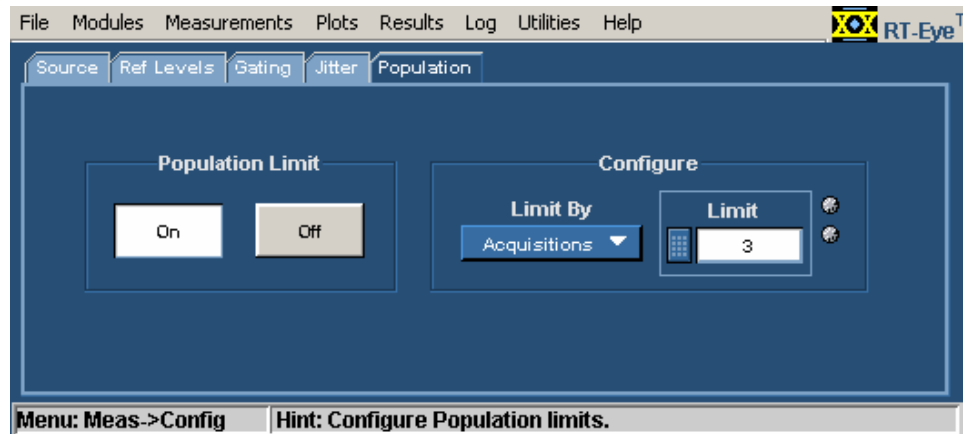 File Modules Measurements Plots Results Log Utilities Help
RT-Eye
Source Ref Levels Gating Jitter Population
Population Limit
On Off
Configure
Limit By
Acquisitions
Limit
3
Menu: Meas->Config Hint: Configure Population limits.